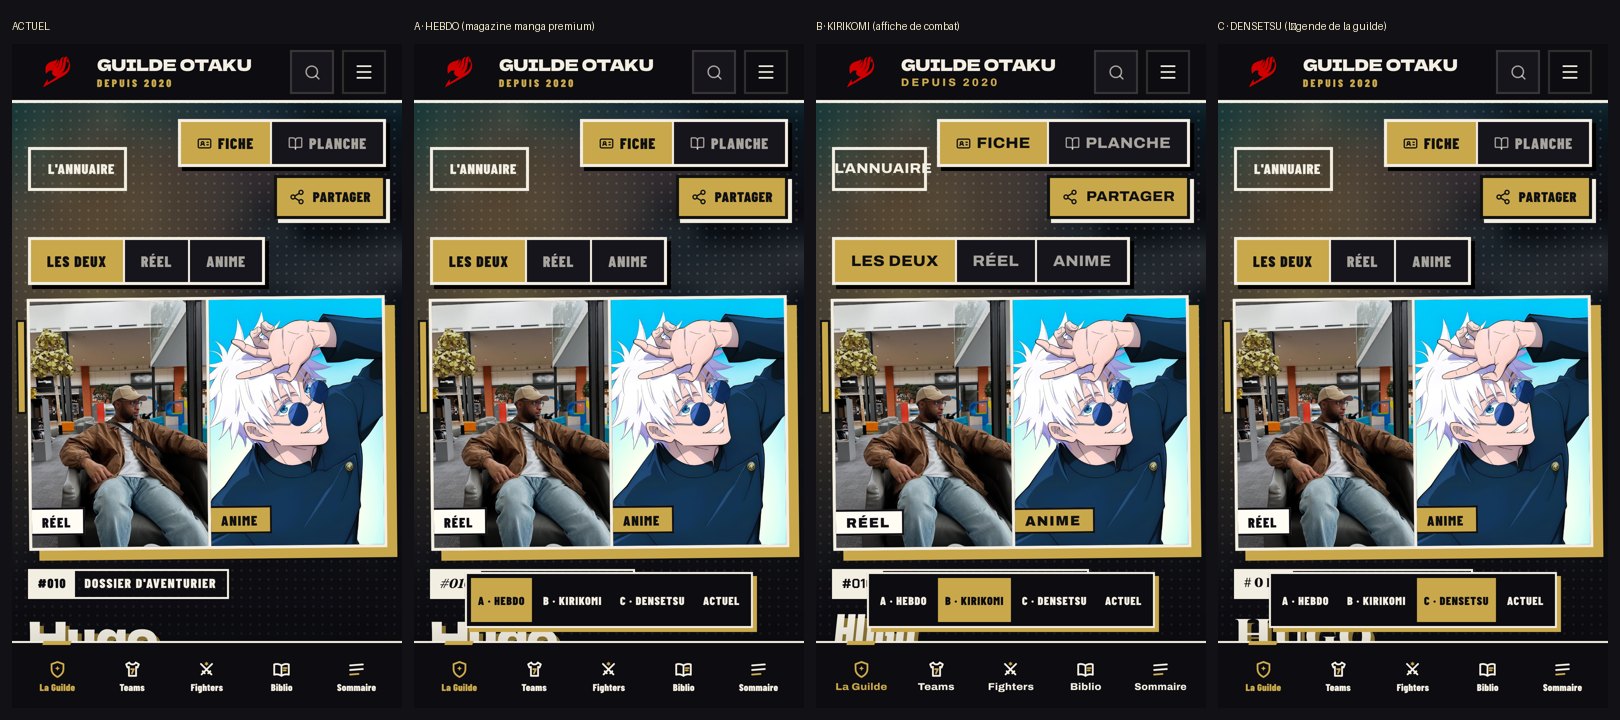 ACTUEL
GUILDE OTAKU
DEPUIS 2020
FICHE
PLANCHE
L'ANNUAIRE
PARTAGER
LES DEUX
RÉEL
ANIME
RÉEL
ANIME
#010
DOSSIER D'AVENTURIER
Hugo
La Guilde
Teams
Fighters
Biblio
Sommaire
A · HEBDO (magazine manga premium)
GUILDE OTAKU
DEPUIS 2020
FICHE
PLANCHE
L'ANNUAIRE
PARTAGER
LES DEUX
RÉEL
ANIME
RÉEL
ANIME
A · HEBDO
B · KIRIKOMI
C · DENSETSU
ACTUEL
Hugo
La Guilde
Teams
Fighters
Biblio
Sommaire
B · KIRIKOMI (affiche de combat)
GUILDE OTAKU
DEPUIS 2020
FICHE
PLANCHE
L'ANNUAIRE
PARTAGER
LES DEUX
RÉEL
ANIME
RÉEL
ANIME
A · HEBDO
B · KIRIKOMI
C · DENSETSU
ACTUEL
La Guilde
Teams
Fighters
Biblio
Sommaire
C · DENSETSU (l▯gende de la guilde)
GUILDE OTAKU
DEPUIS 2020
FICHE
PLANCHE
L'ANNUAIRE
PARTAGER
LES DEUX
RÉEL
ANIME
RÉEL
ANIME
A · HEBDO
B · KIRIKOMI
C · DENSETSU
ACTUEL
La Guilde
Teams
Fighters
Biblio
Sommaire